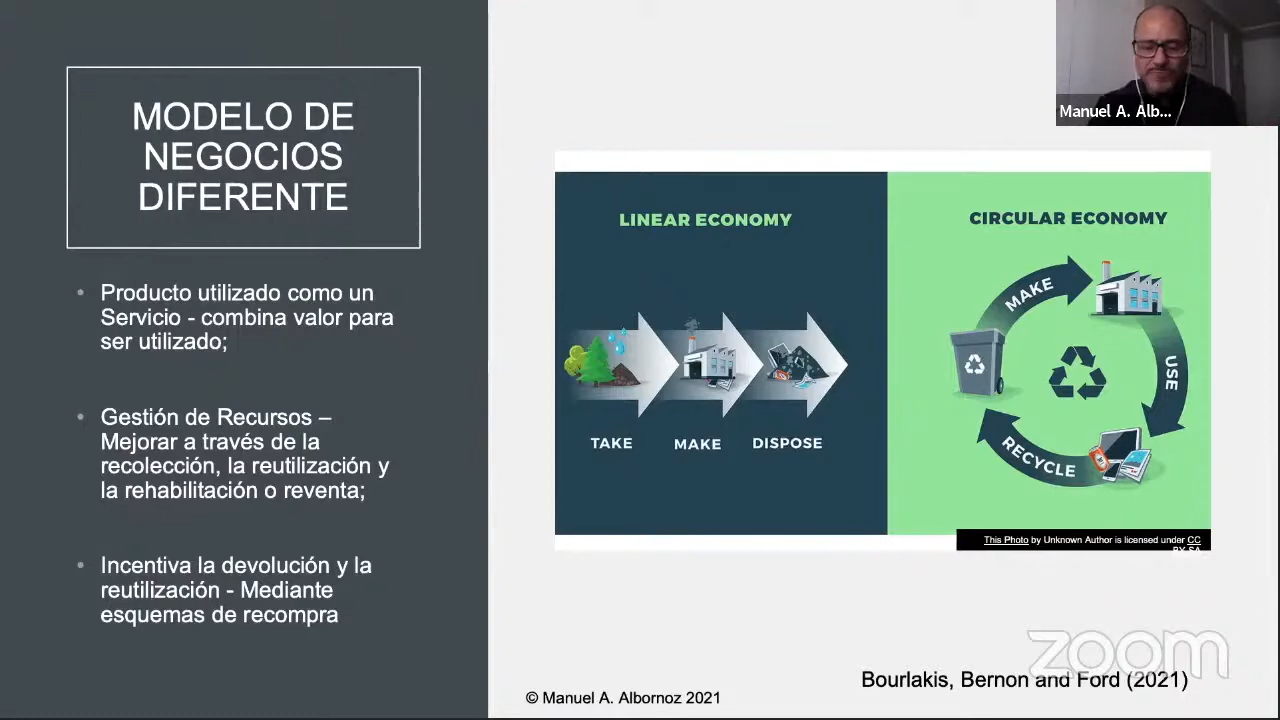 MODELO DE
NEGOCIOS
DIFERENTE
• Producto utilizado como un
Servicio - combina valor para
ser utilizado;
• Gestión de Recursos –
Mejorar a través de la
recolección, la reutilización y
la rehabilitación o reventa;
• Incentiva la devolución y la
reutilización - Mediante
esquemas de recompra
Manuel A. Alb...
LINEAR ECONOMY
TAKE
MAKE
DISPOSE
CIRCULAR ECONOMY
MAKE
USE
RECYCLE
This Photo by Unknown Author is licensed under CC
BY-SA
zoom
Bourlakis, Bernon and Ford (2021)
© Manuel A. Albornoz 2021